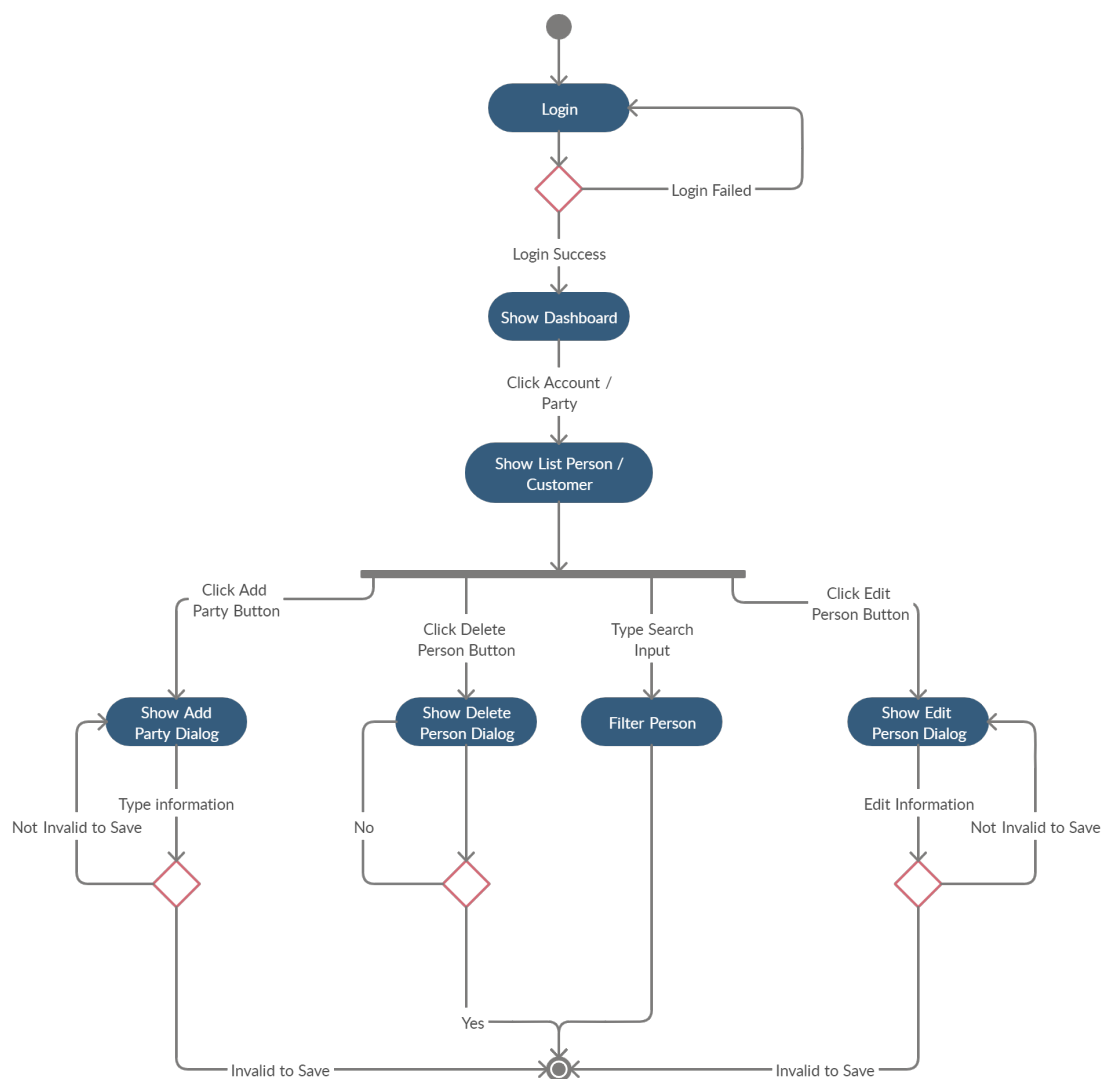 Login
Login Failed
Login Success
Show Dashboard
Click Account /
Party
Show List Person /
Customer
Click Add
Party Button
Click Delete
Person Button
Type Search
Input
Click Edit
Person Button
Show Add
Party Dialog
Show Delete
Person Dialog
Filter Person
Show Edit
Person Dialog
Type information
Not Invalid to Save
No
Edit Information
Not Invalid to Save
Yes
Invalid to Save
Invalid to Save